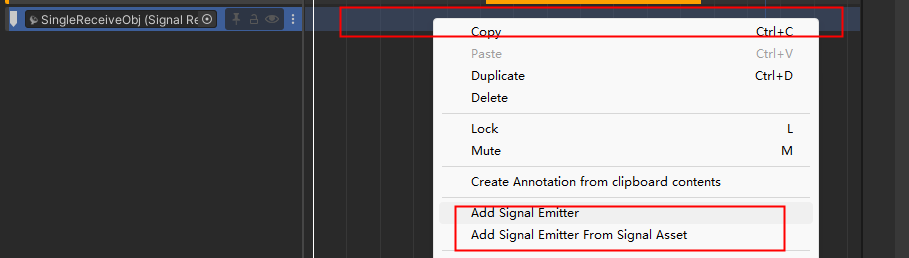 SingleReceiveObj (Signal Re
Copy Ctrl+C
Paste Ctrl+V
Duplicate Ctrl+D
Delete
Lock L
Mute M
Create Annotation from clipboard contents
Add Signal Emitter
Add Signal Emitter From Signal Asset